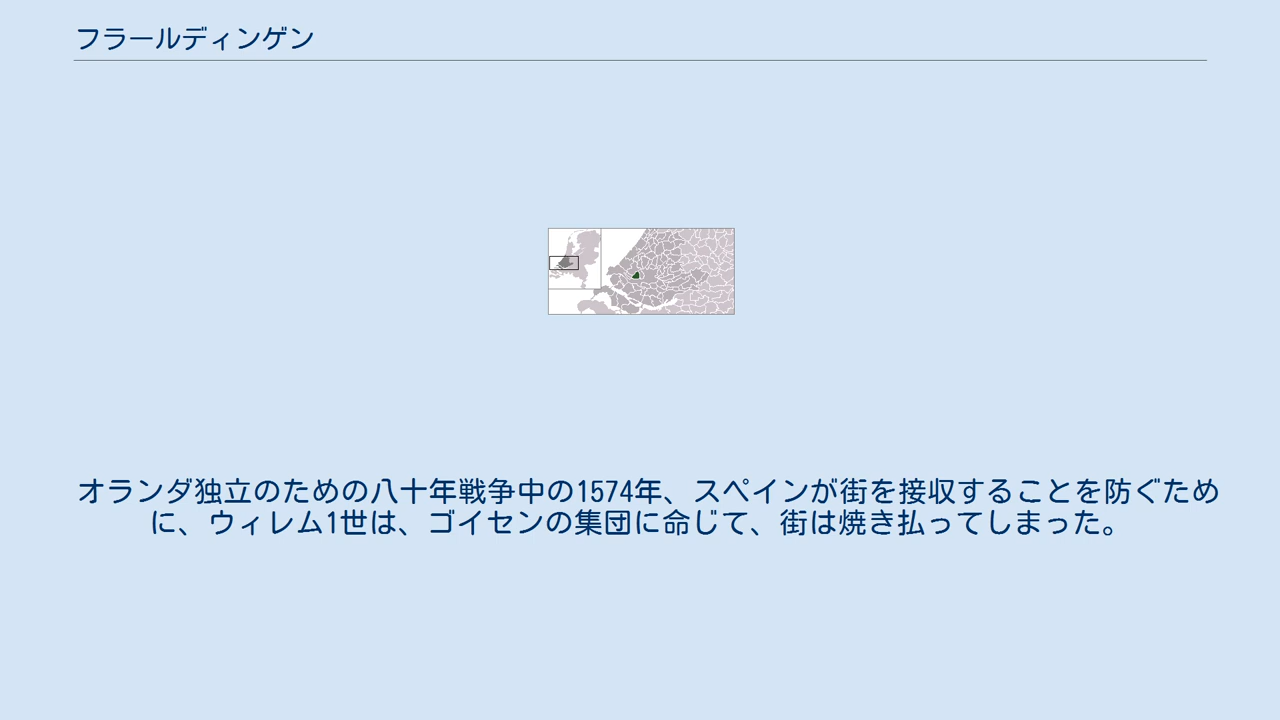 フラールディンゲン
オランダ独立のための八十年戦争中の1574年、スペインが街を接収することを防ぐため
に、ウィレム1世は、ゴイセンの集団に命じて、街は焼き払ってしまった。